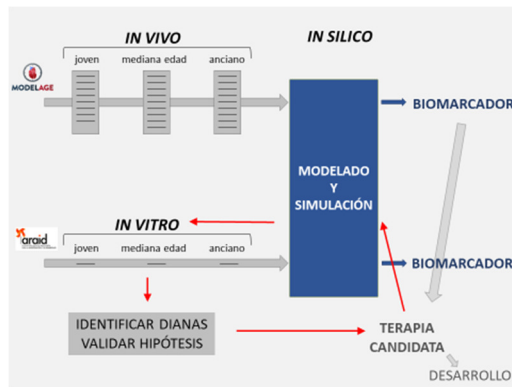 IN VIVO
IN SILICO
joven
mediana edad
anciano
MODELAGE
BIOMARCADOR
MODELADO
Y
SIMULACIÓN
IN VITRO
araid
joven
mediana edad
anciano
BIOMARCADOR
IDENTIFICAR DIANAS
VALIDAR HIPÓTESIS
TERAPIA
CANDIDATA
DESARROLLO